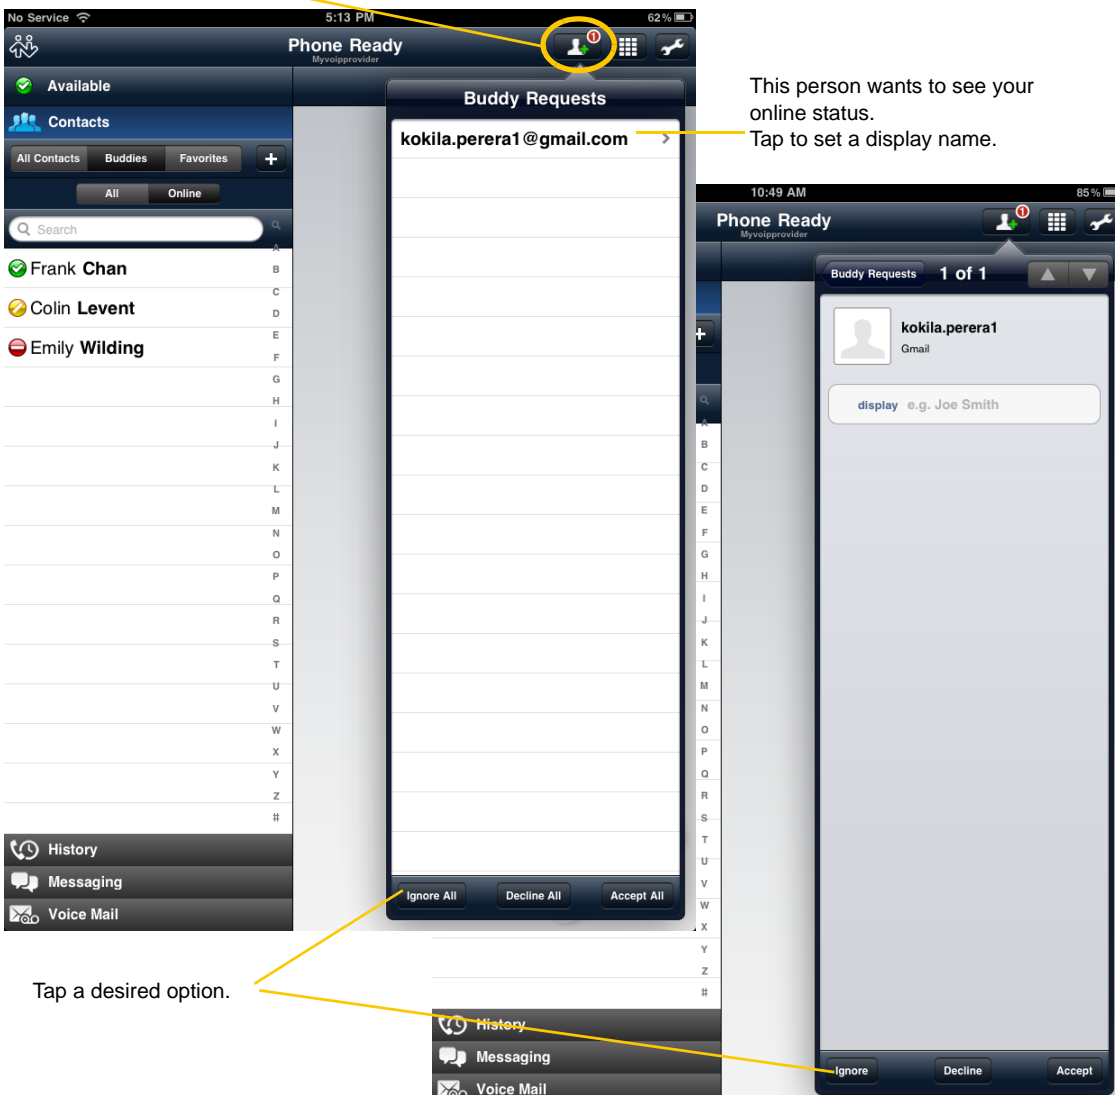 No Service 5:13 PM 62%
Phone Ready
Myvoipprovider
1
Available
Contacts
All Contacts Buddies Favorites +
All Online
Search
A
B
C
D
E
F
G
H
I
J
K
L
M
N
O
P
Q
R
S
T
U
V
W
X
Y
Z
#
Frank Chan
Colin Levent
Emily Wilding
History
Messaging
Voice Mail
Buddy Requests
kokila.perera1@gmail.com
Ignore All Decline All Accept All
This person wants to see your
online status.
Tap to set a display name.
10:49 AM 85%
Phone Ready
Myvoipprovider
1
+
A
B
C
D
E
F
G
H
I
J
K
L
M
N
O
P
Q
R
S
T
U
V
W
X
Y
Z
#
Buddy Requests 1 of 1
kokila.perera1
Gmail
display e.g. Joe Smith
Ignore Decline Accept
History
Messaging
Voice Mail
Tap a desired option.